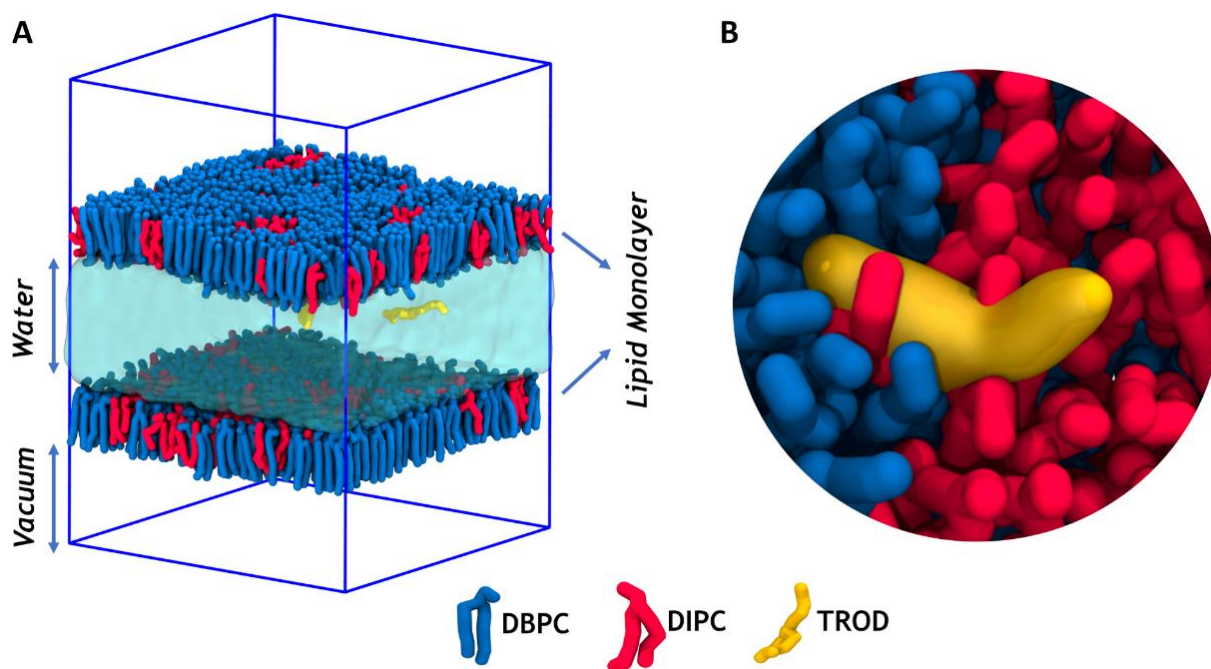 A
B
Water
Lipid Monolayer
Vacuum
DBPC
DIPC
TROD